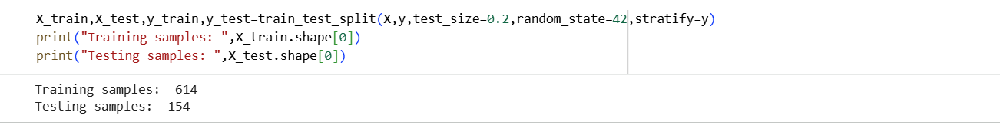 X_train,X_test,y_train,y_test=train_test_split(X,y,test_size=0.2,random_state=42,stratify=y)
print("Training samples: ",X_train.shape[0])
print("Testing samples: ",X_test.shape[0])
Training samples:  614
Testing samples:  154